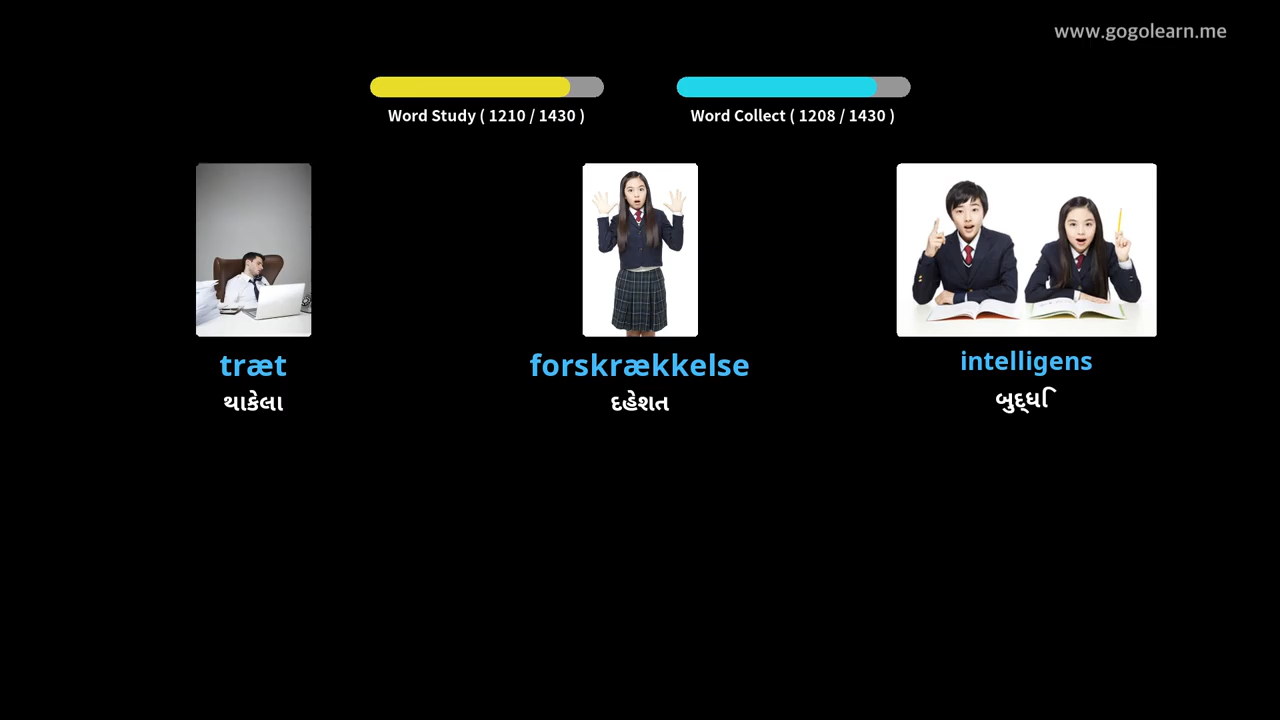 www.gogolearn.me
Word Study ( 1210 / 1430 )
Word Collect ( 1208 / 1430 )
træt
forskrækkelse
intelligens
થાકેલા
દહેશત
બુદ્ધિ